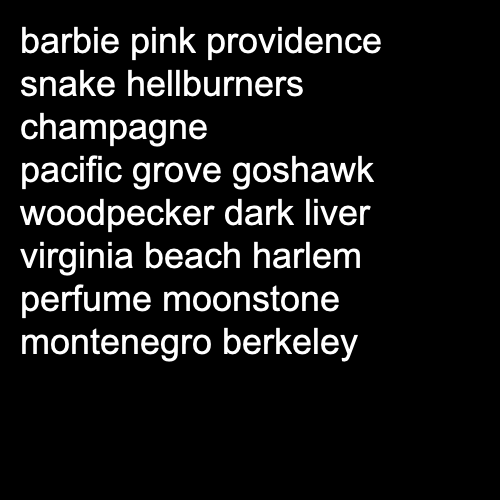 barbie pink providence
snake hellburners
champagne
pacific grove goshawk
woodpecker dark liver
virginia beach harlem
perfume moonstone
montenegro berkeley